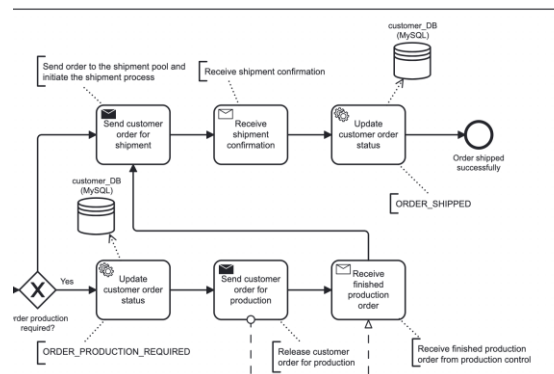 customer_DB
(MySQL)
Send order to the shipment pool and
initiate the shipment process
Receive shipment confirmation
Send customer
order for
shipment
Receive
shipment
confirmation
Update
customer order
status
Order shipped
successfully
customer_DB
(MySQL)
ORDER_SHIPPED
Yes
Update
customer order
status
Send customer
order for
production
Receive
finished
production
order
rder production
required?
ORDER_PRODUCTION_REQUIRED
Release customer
order for production
Receive finished production
order from production control